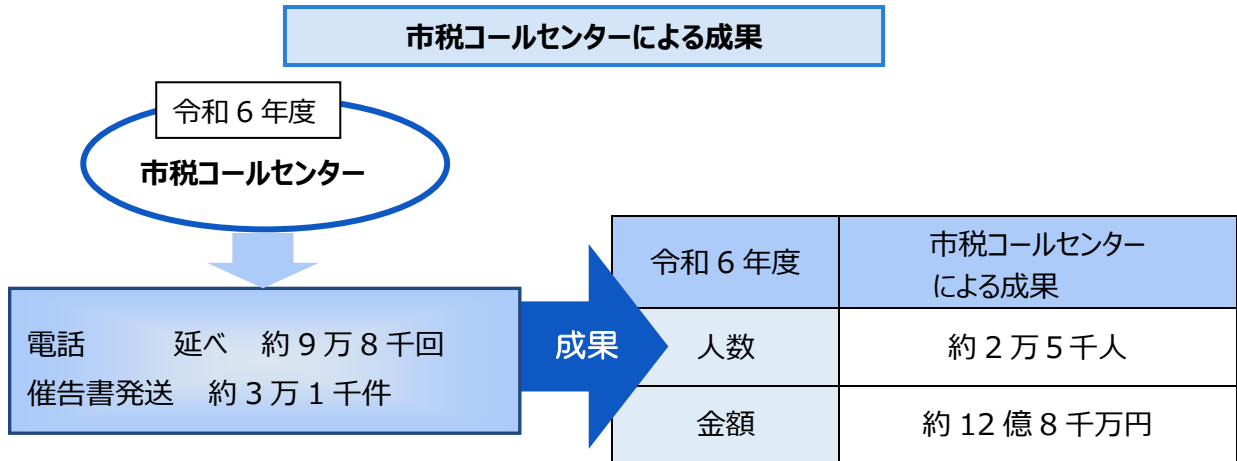 市税コールセンターによる成果
令和６年度
市税コールセンター
電話　　　延べ　約９万８千回
催告書発送　約３万１千件
成果
令和６年度
市税コールセンター
による成果
人数
約２万５千人
金額
約 12 億８千万円